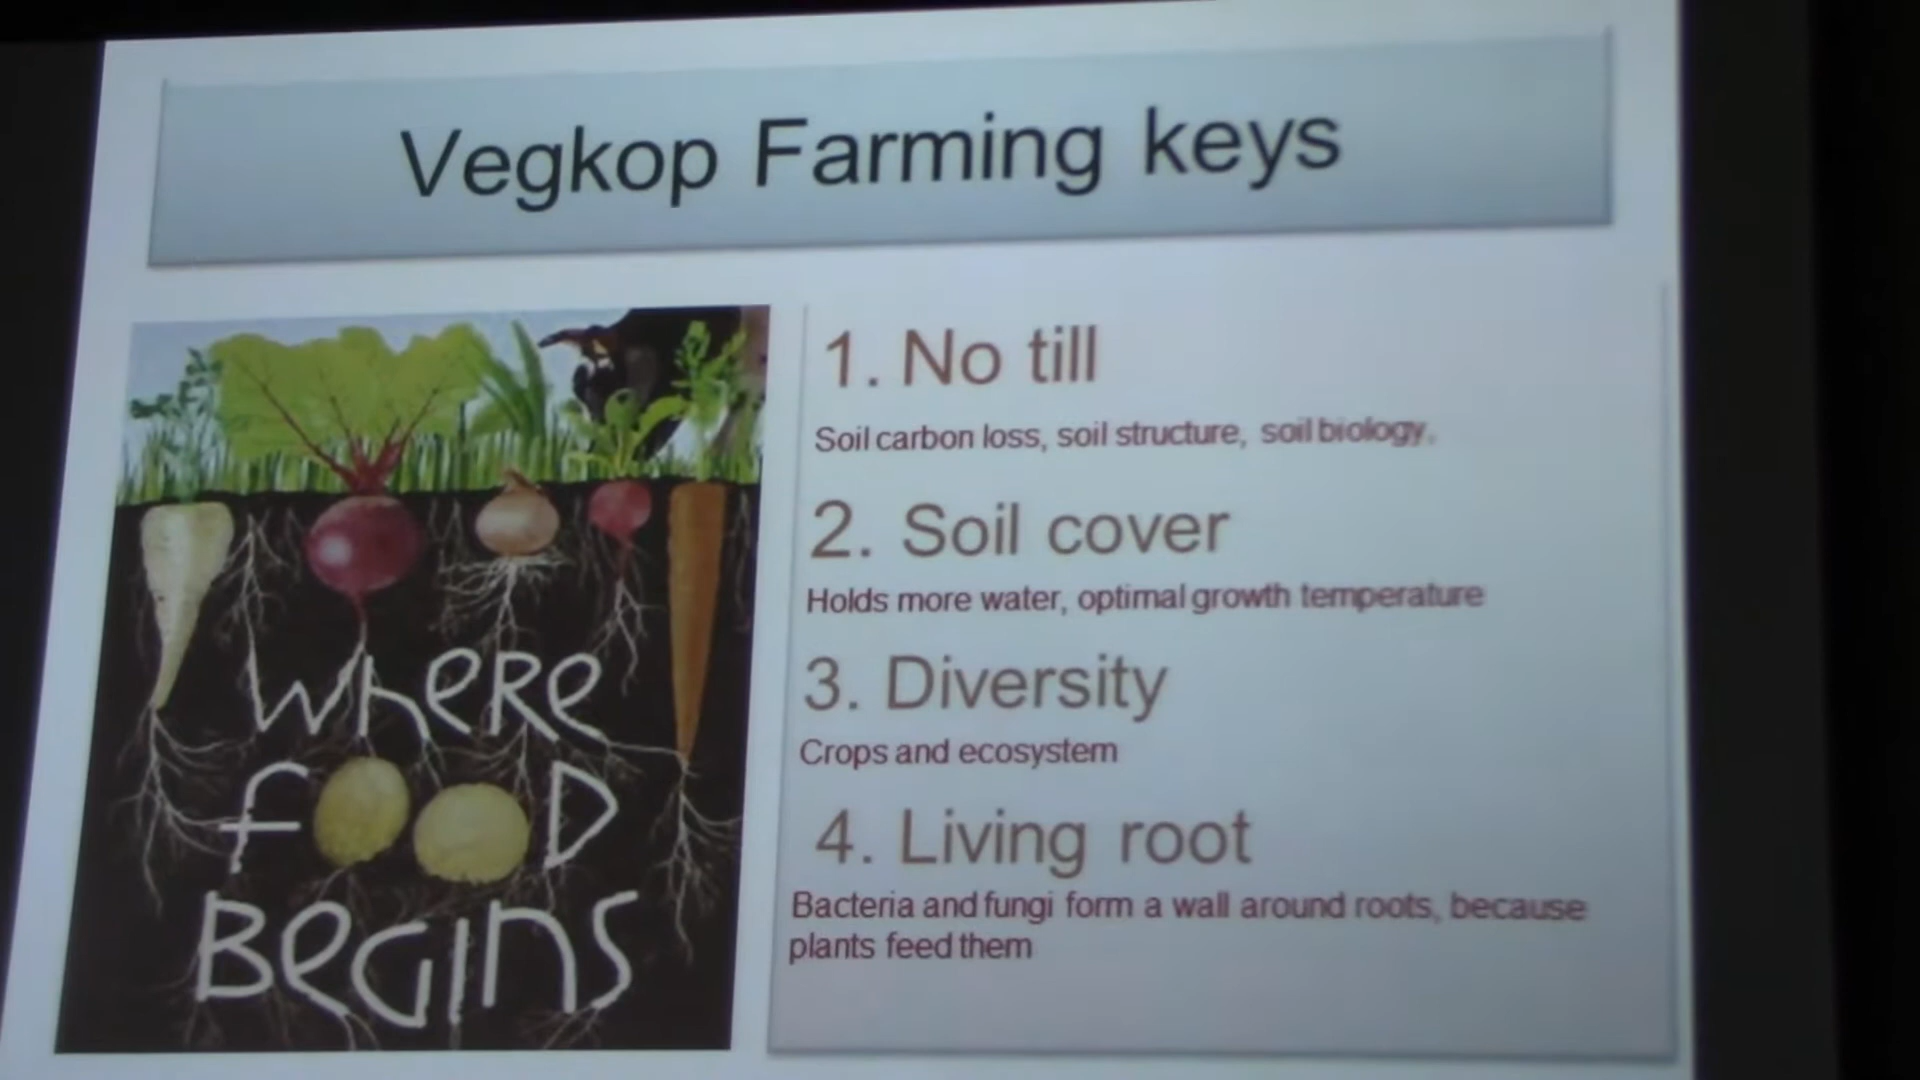 Vegkop Farming keys
WHERE
FOOD
BEGINS
1. No till
Soil carbon loss, soil structure, soil biology.
2. Soil cover
Holds more water, optimal growth temperature
3. Diversity
Crops and ecosystem
4. Living root
Bacteria and fungi form a wall around roots, because
plants feed them